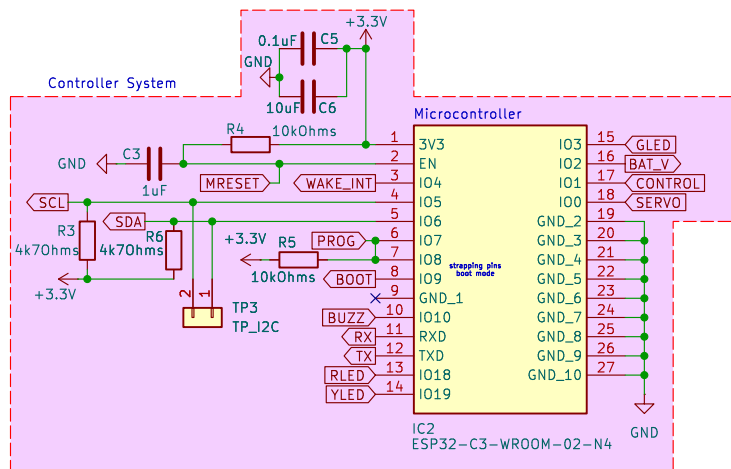 +3.3V
0.1uF C5
GND
10uF C6
Controller System
Microcontroller
R4 10kOhms
GND C3
1uF
MRESET
WAKE_INT
SCL
SDA
R3
4k7Ohms
R6
4k7Ohms
+3.3V
+3.3V
R5
10kOhms
PROG
BOOT
2 1
TP3
TP_I2C
BUZZ
RX
TX
RLED
YLED
1 3V3
2 EN
3 IO4
4 IO5
5 IO6
6 IO7
7 IO8
8 IO9
9 GND_1
10 IO10
11 RXD
12 TXD
13 IO18
14 IO19
strapping pins
boot mode
IO3 15 GLED
IO2 16 BAT_V
IO1 17 CONTROL
IO0 18 SERVO
GND_2 19
GND_3 20
GND_4 21
GND_5 22
GND_6 23
GND_7 24
GND_8 25
GND_9 26
GND_10 27
GND
IC2
ESP32-C3-WROOM-02-N4